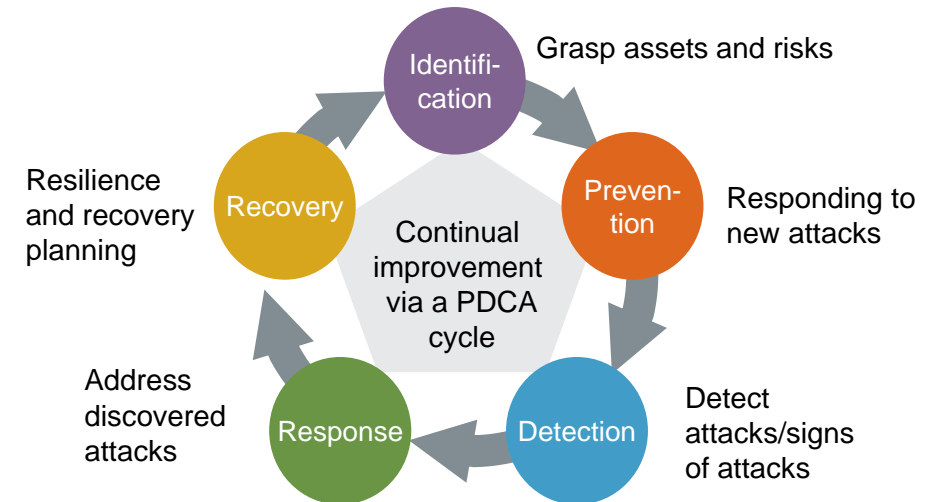 Identifi-
cation
Grasp assets and risks
Preven-
tion
Responding to
new attacks
Detection
Detect
attacks/signs
of attacks
Response
Address
discovered
attacks
Recovery
Resilience
and recovery
planning
Continual
improvement
via a PDCA
cycle